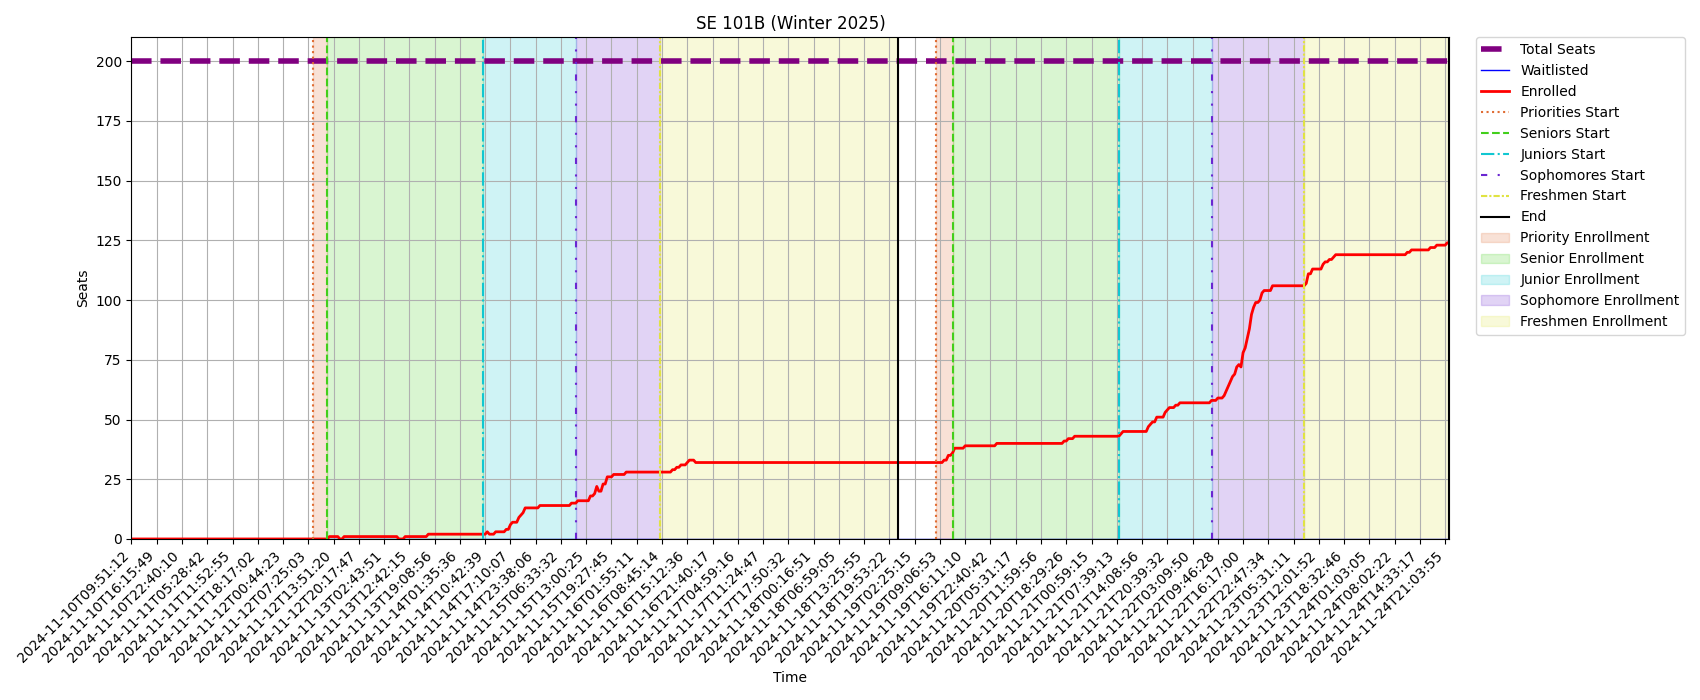 SE 101B (Winter 2025)
Seats
200
175
150
125
100
75
50
25
0
2024-11-10T09:51:12
2024-11-10T16:15:49
2024-11-10T22:40:10
2024-11-11T05:28:42
2024-11-11T11:52:55
2024-11-11T18:17:02
2024-11-12T00:44:23
2024-11-12T07:25:03
2024-11-12T13:51:20
2024-11-12T20:17:47
2024-11-13T02:43:51
2024-11-13T12:42:15
2024-11-13T19:08:56
2024-11-14T01:35:36
2024-11-14T10:42:39
2024-11-14T17:10:07
2024-11-14T23:38:06
2024-11-15T06:33:32
2024-11-15T13:00:25
2024-11-15T19:27:45
2024-11-16T01:55:11
2024-11-16T08:45:14
2024-11-16T15:12:36
2024-11-16T21:40:17
2024-11-17T04:59:16
2024-11-17T11:24:47
2024-11-17T17:50:32
2024-11-18T00:16:51
2024-11-18T06:59:05
2024-11-18T13:25:55
2024-11-18T19:53:22
2024-11-19T02:25:15
2024-11-19T09:06:53
2024-11-19T16:11:10
2024-11-19T22:40:42
2024-11-20T05:31:17
2024-11-20T11:59:56
2024-11-20T18:29:26
2024-11-21T00:59:15
2024-11-21T07:39:13
2024-11-21T14:08:56
2024-11-21T20:39:32
2024-11-22T03:09:50
2024-11-22T09:46:28
2024-11-22T16:17:00
2024-11-22T22:47:34
2024-11-23T05:31:11
2024-11-23T12:01:52
2024-11-23T18:32:46
2024-11-24T01:03:05
2024-11-24T08:02:22
2024-11-24T14:33:17
2024-11-24T21:03:55
Time
Total Seats
Waitlisted
Enrolled
Priorities Start
Seniors Start
Juniors Start
Sophomores Start
Freshmen Start
End
Priority Enrollment
Senior Enrollment
Junior Enrollment
Sophomore Enrollment
Freshmen Enrollment